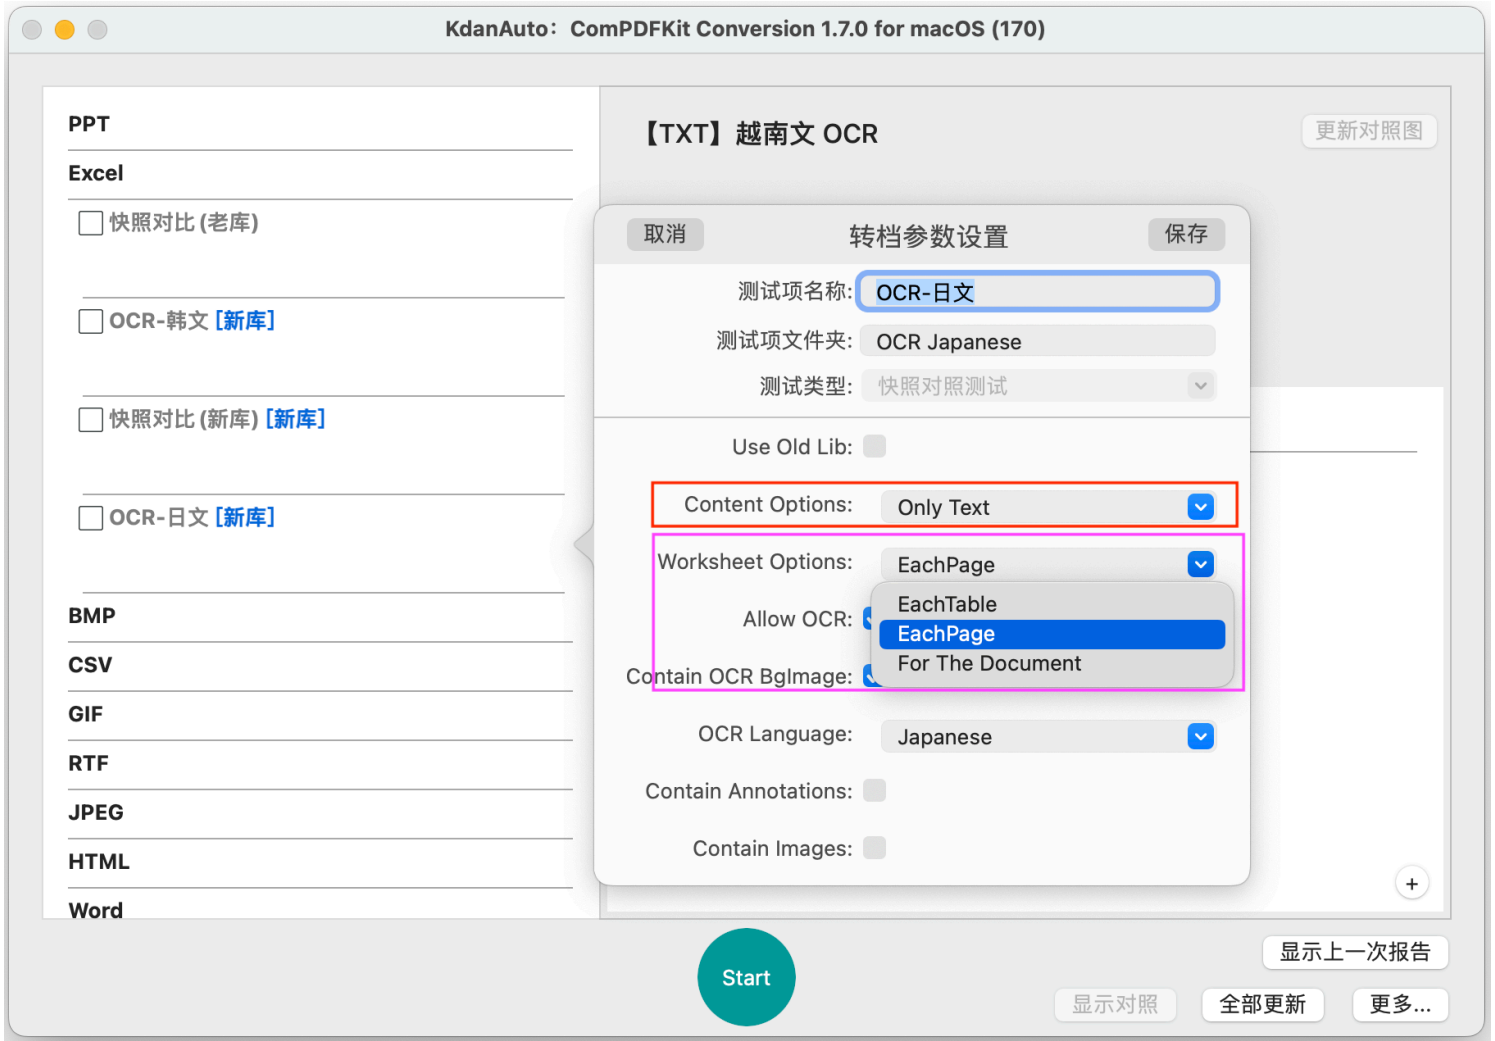 KdanAuto：ComPDFKit Conversion 1.7.0 for macOS (170)
PPT
Excel
快照对比 (老库)
OCR-韩文 [新库]
快照对比 (新库) [新库]
OCR-日文 [新库]
BMP
CSV
GIF
RTF
JPEG
HTML
Word
【TXT】越南文 OCR
更新对照图
取消
转档参数设置
保存
测试项名称: OCR-日文
测试项文件夹: OCR Japanese
测试类型: 快照对照测试
Use Old Lib:
Content Options: Only Text
Worksheet Options: EachPage
EachTable
Allow OCR:
EachPage
For The Document
Contain OCR BgImage:
OCR Language: Japanese
Contain Annotations:
Contain Images:
+
Start
显示上一次报告
显示对照
全部更新
更多...